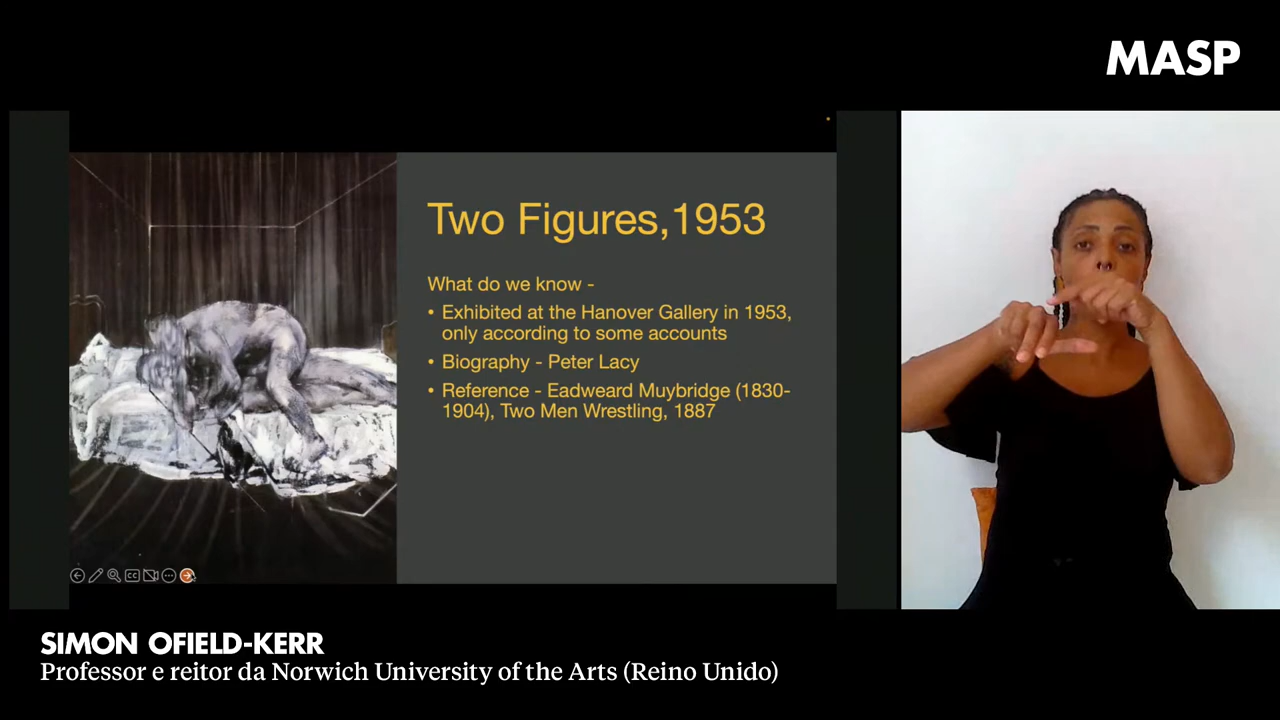 MASP
Two Figures,1953
What do we know -
• Exhibited at the Hanover Gallery in 1953,
only according to some accounts
• Biography - Peter Lacy
• Reference - Eadweard Muybridge (1830-
1904), Two Men Wrestling, 1887
CC
SIMON OFIELD-KERR
Professor e reitor da Norwich University of the Arts (Reino Unido)